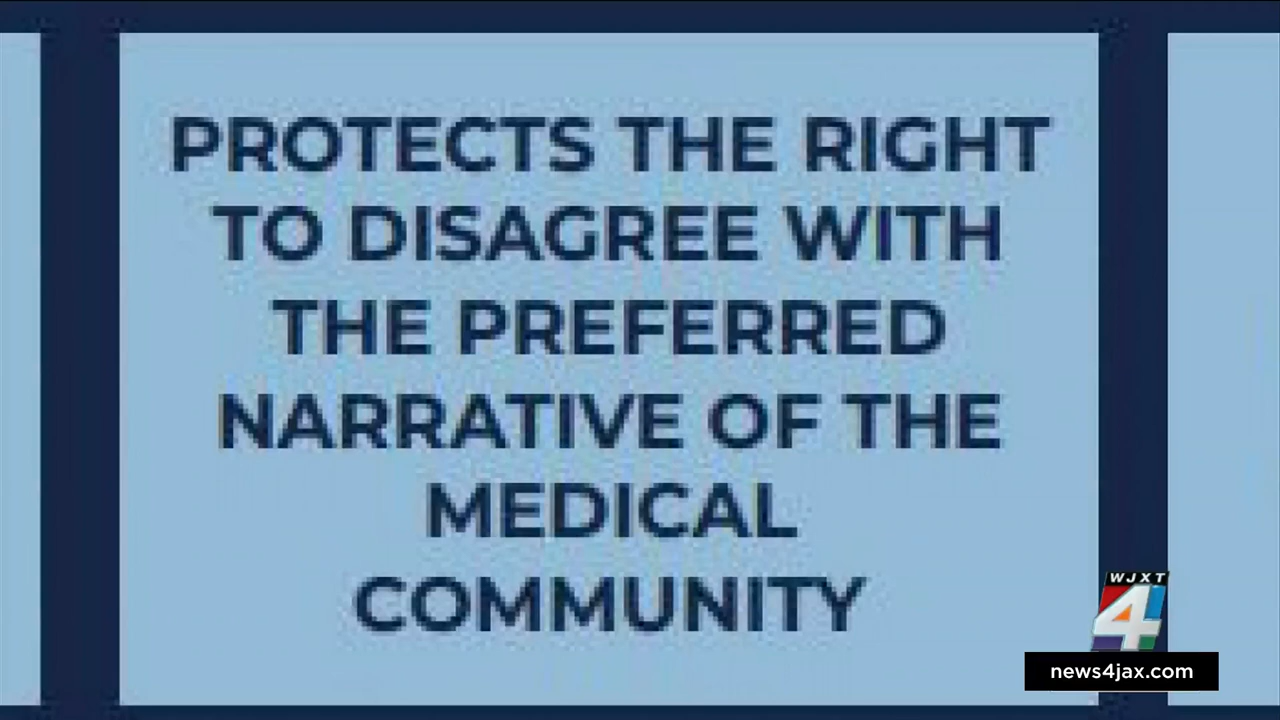 PROTECTS THE RIGHT
TO DISAGREE WITH
THE PREFERRED
NARRATIVE OF THE
MEDICAL
COMMUNITY
WJXT
4
news4jax.com